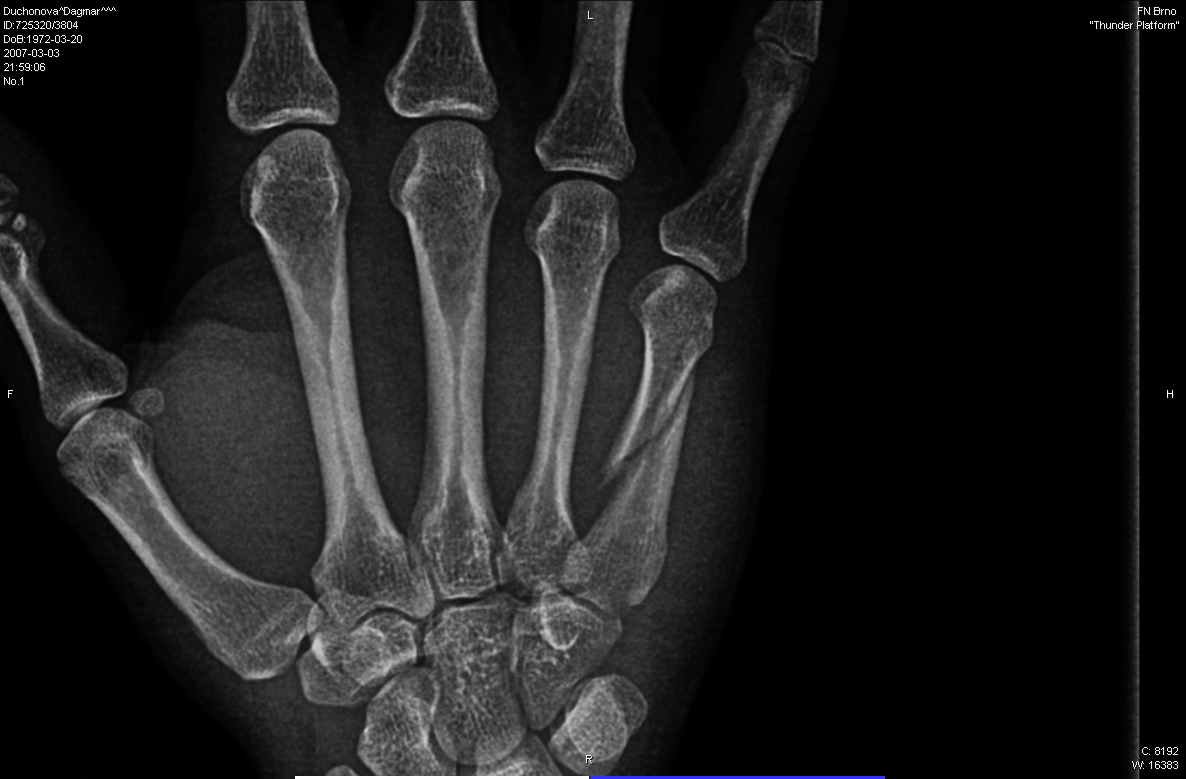 Duchonova^Dagmar^^^
ID:725320/3804
DoB:1972-03-20
2007-03-03
21:59:06
No.1
L
FN Brno
"Thunder Platform"
F
H
R
C: 8192
W: 16383